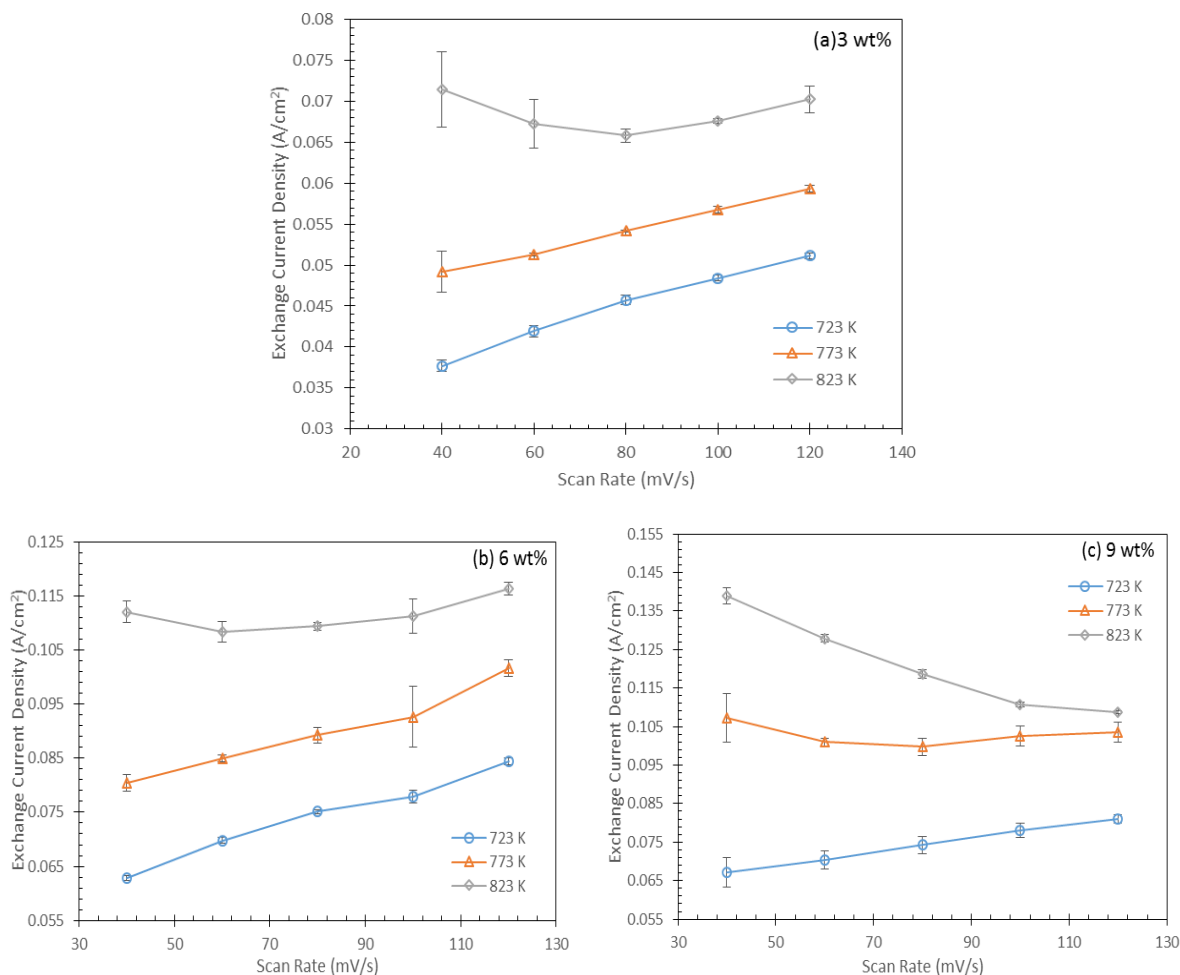 (a)3 wt%
Exchange Current Density (A/cm²)
0.08
0.075
0.07
0.065
0.06
0.055
0.05
0.045
0.04
0.035
0.03
723 K
773 K
823 K
20 40 60 80 100 120 140
Scan Rate (mV/s)
(b) 6 wt%
Exchange Current Density (A/cm²)
0.125
0.115
0.105
0.095
0.085
0.075
0.065
0.055
723 K
773 K
823 K
30 50 70 90 110 130
Scan Rate (mV/s)
(c) 9 wt%
Exchange Current Density (A/cm²)
0.155
0.145
0.135
0.125
0.115
0.105
0.095
0.085
0.075
0.065
0.055
723 K
773 K
823 K
30 50 70 90 110 130
Scan Rate (mV/s)